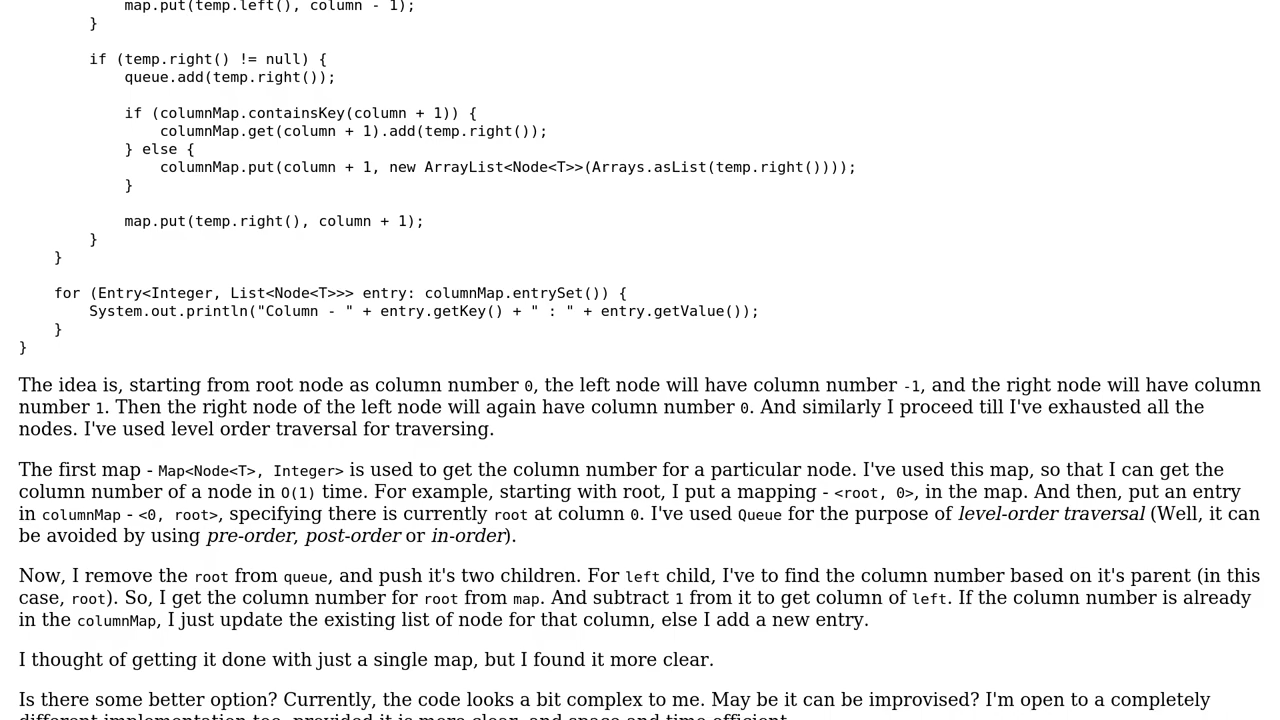 map.put(temp.left(), column - 1);
}
if (temp.right() != null) {
queue.add(temp.right());
if (columnMap.containsKey(column + 1)) {
columnMap.get(column + 1).add(temp.right());
} else {
columnMap.put(column + 1, new ArrayList<Node<T>>(Arrays.asList(temp.right())));
}
map.put(temp.right(), column + 1);
}
}
for (Entry<Integer, List<Node<T>>> entry: columnMap.entrySet()) {
System.out.println("Column - " + entry.getKey() + " : " + entry.getValue());
}
}
The idea is, starting from root node as column number 0, the left node will have column number -1, and the right node will have column
number 1. Then the right node of the left node will again have column number 0. And similarly I proceed till I've exhausted all the
nodes. I've used level order traversal for traversing.
The first map - Map<Node<T>, Integer> is used to get the column number for a particular node. I've used this map, so that I can get the
column number of a node in O(1) time. For example, starting with root, I put a mapping - <root, 0>, in the map. And then, put an entry
in columnMap - <0, root>, specifying there is currently root at column 0. I've used Queue for the purpose of level-order traversal (Well, it can
be avoided by using pre-order, post-order or in-order).
Now, I remove the root from queue, and push it's two children. For left child, I've to find the column number based on it's parent (in this
case, root). So, I get the column number for root from map. And subtract 1 from it to get column of left. If the column number is already
in the columnMap, I just update the existing list of node for that column, else I add a new entry.
I thought of getting it done with just a single map, but I found it more clear.
Is there some better option? Currently, the code looks a bit complex to me. May be it can be improvised? I'm open to a completely
different implementation too, provided it is more clear, and space and time efficient.